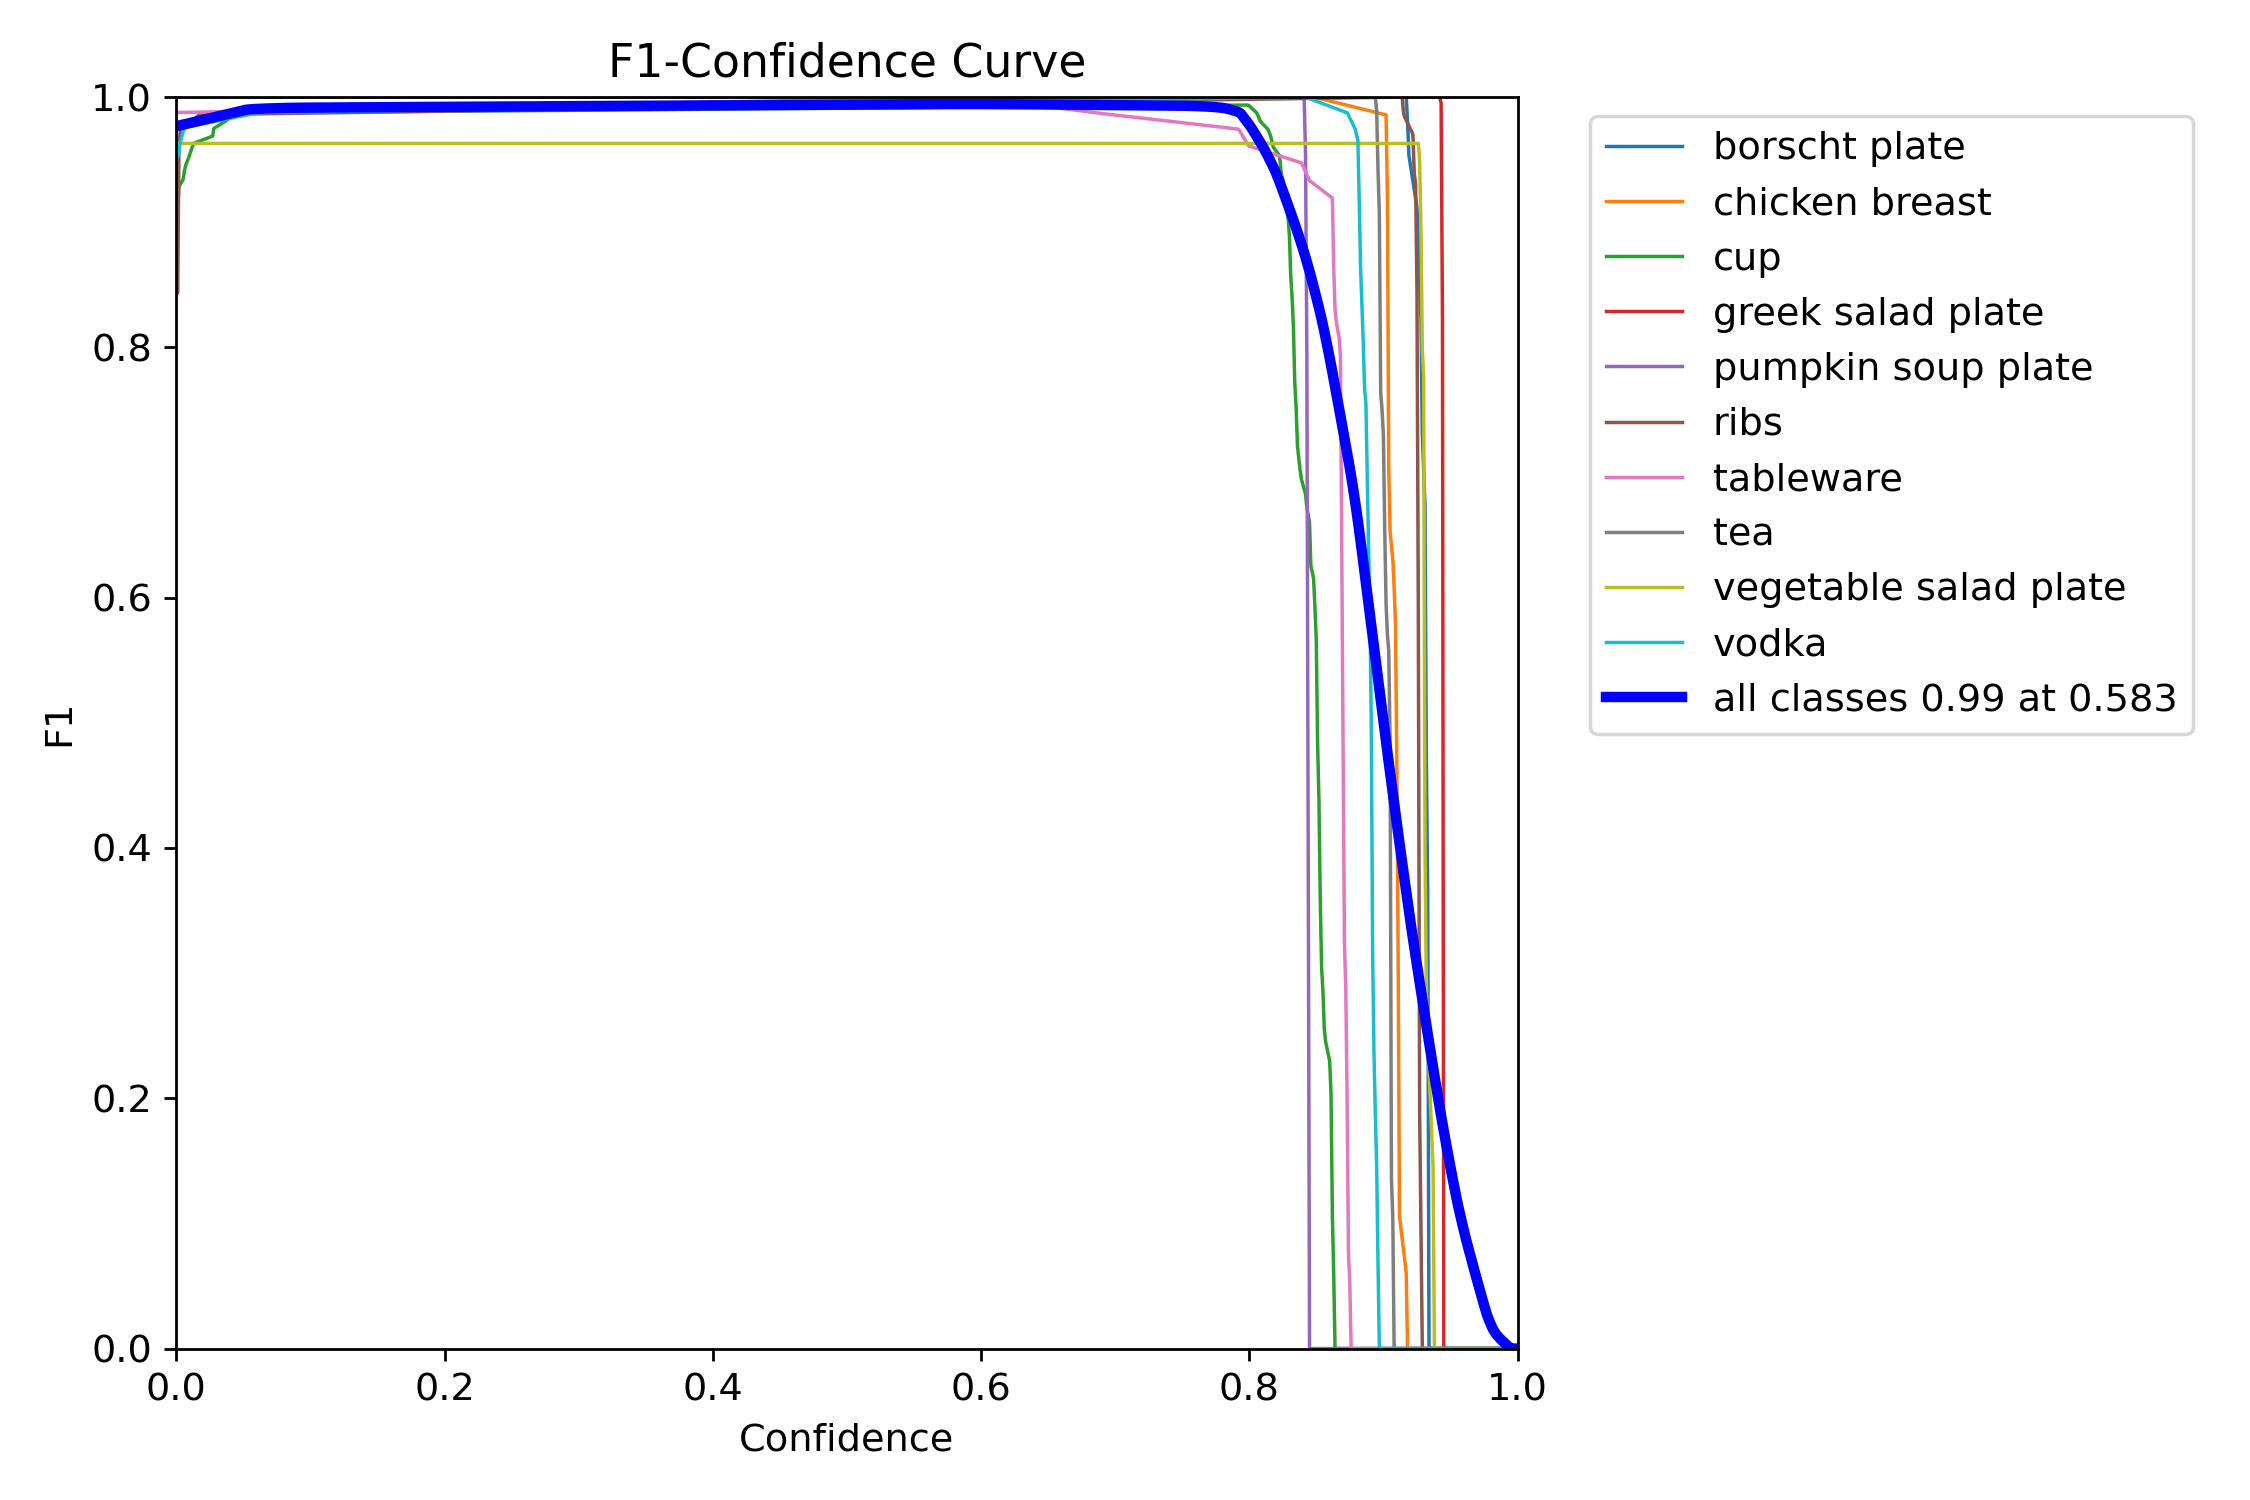 F1-Confidence Curve
1.0
0.8
0.6
0.4
0.2
0.0
F1
0.0 0.2 0.4 0.6 0.8 1.0
Confidence
borscht plate
chicken breast
cup
greek salad plate
pumpkin soup plate
ribs
tableware
tea
vegetable salad plate
vodka
all classes 0.99 at 0.583